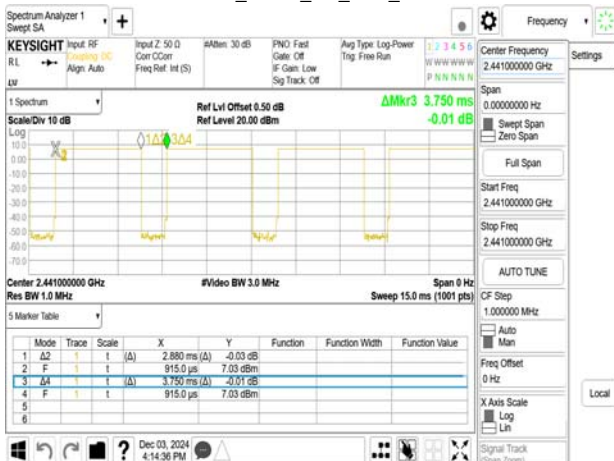 Spectrum Analyzer 1
Swept SA
Frequency
KEYSIGHT Input: RF
RL
Coupling: DC
Align: Auto
Input Z: 50 Ω
Corr CCorr
Freq Ref: Int (S)
#Atten: 30 dB
PNO: Fast
Gate: Off
IF Gain: Low
Sig Track: Off
Avg Type: Log-Power
Trig: Free Run
1 2 3 4 5 6
W W W W W W
P N N N N N
Center Frequency
2.441000000 GHz
Settings
Span
0.00000000 Hz
Swept Span
Zero Span
Full Span
Start Freq
2.441000000 GHz
Stop Freq
2.441000000 GHz
AUTO TUNE
CF Step
1.000000 MHz
Auto
Man
Freq Offset
0 Hz
X Axis Scale
Log
Lin
Signal Track
(Span Zoom)
Local
1 Spectrum
Scale/Div 10 dB
Ref Lvl Offset 0.50 dB
Ref Level 20.00 dBm
ΔMkr3 3.750 ms
-0.01 dB
Log
10.0
0.00
-10.0
-20.0
-30.0
-40.0
-50.0
-60.0
-70.0
1Δ2 3Δ4
Center 2.441000000 GHz
Res BW 1.0 MHz
#Video BW 3.0 MHz
Span 0 Hz
Sweep 15.0 ms (1001 pts)
5 Marker Table
Mode Trace Scale X Y Function Function Width Function Value
1 Δ2 1 t (Δ) 2.880 ms (Δ) -0.03 dB
2 F 1 t 915.0 µs 7.03 dBm
3 Δ4 1 t (Δ) 3.750 ms (Δ) -0.01 dB
4 F 1 t 915.0 µs 7.03 dBm
5
6
?
Dec 03, 2024
4:14:36 PM